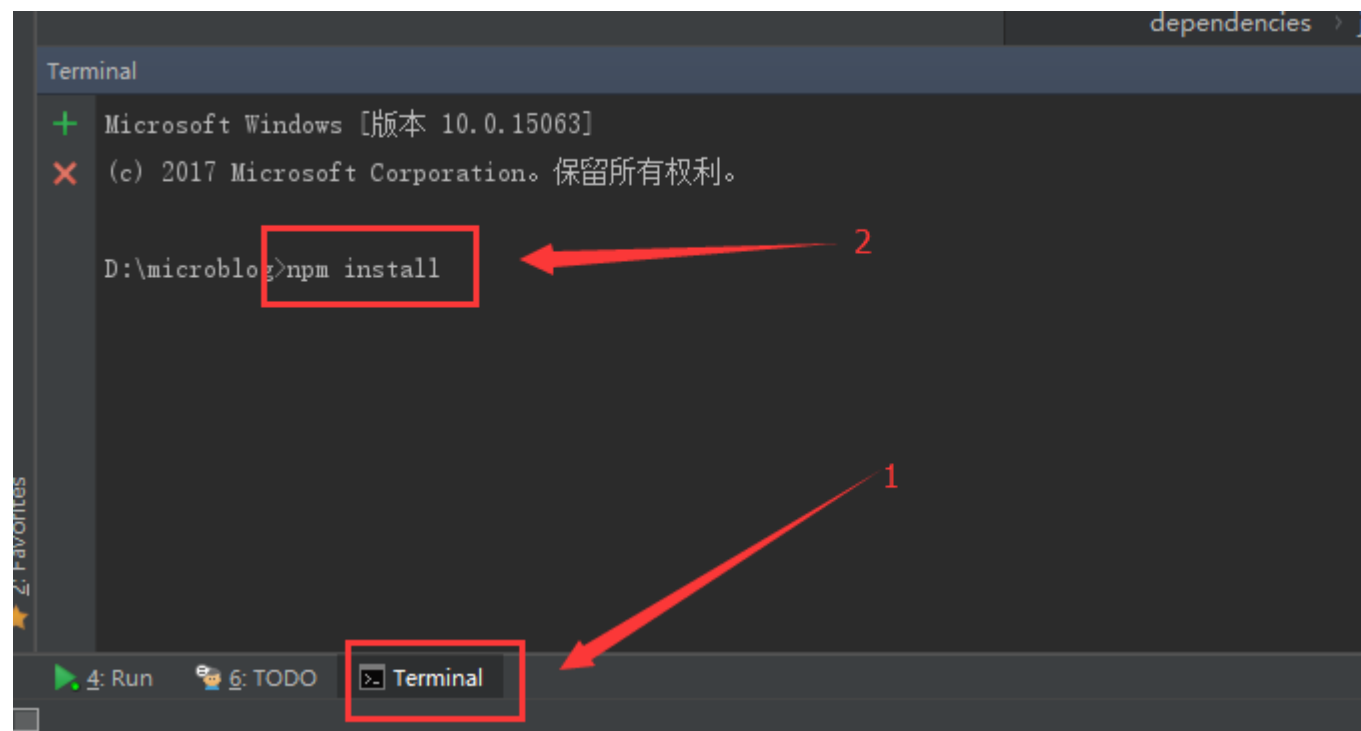 dependencies
Terminal
Microsoft Windows [版本 10.0.15063]
(c) 2017 Microsoft Corporation。保留所有权利。
2
D:\microblog>npm install
1
2: Favorites
4: Run
6: TODO
Terminal